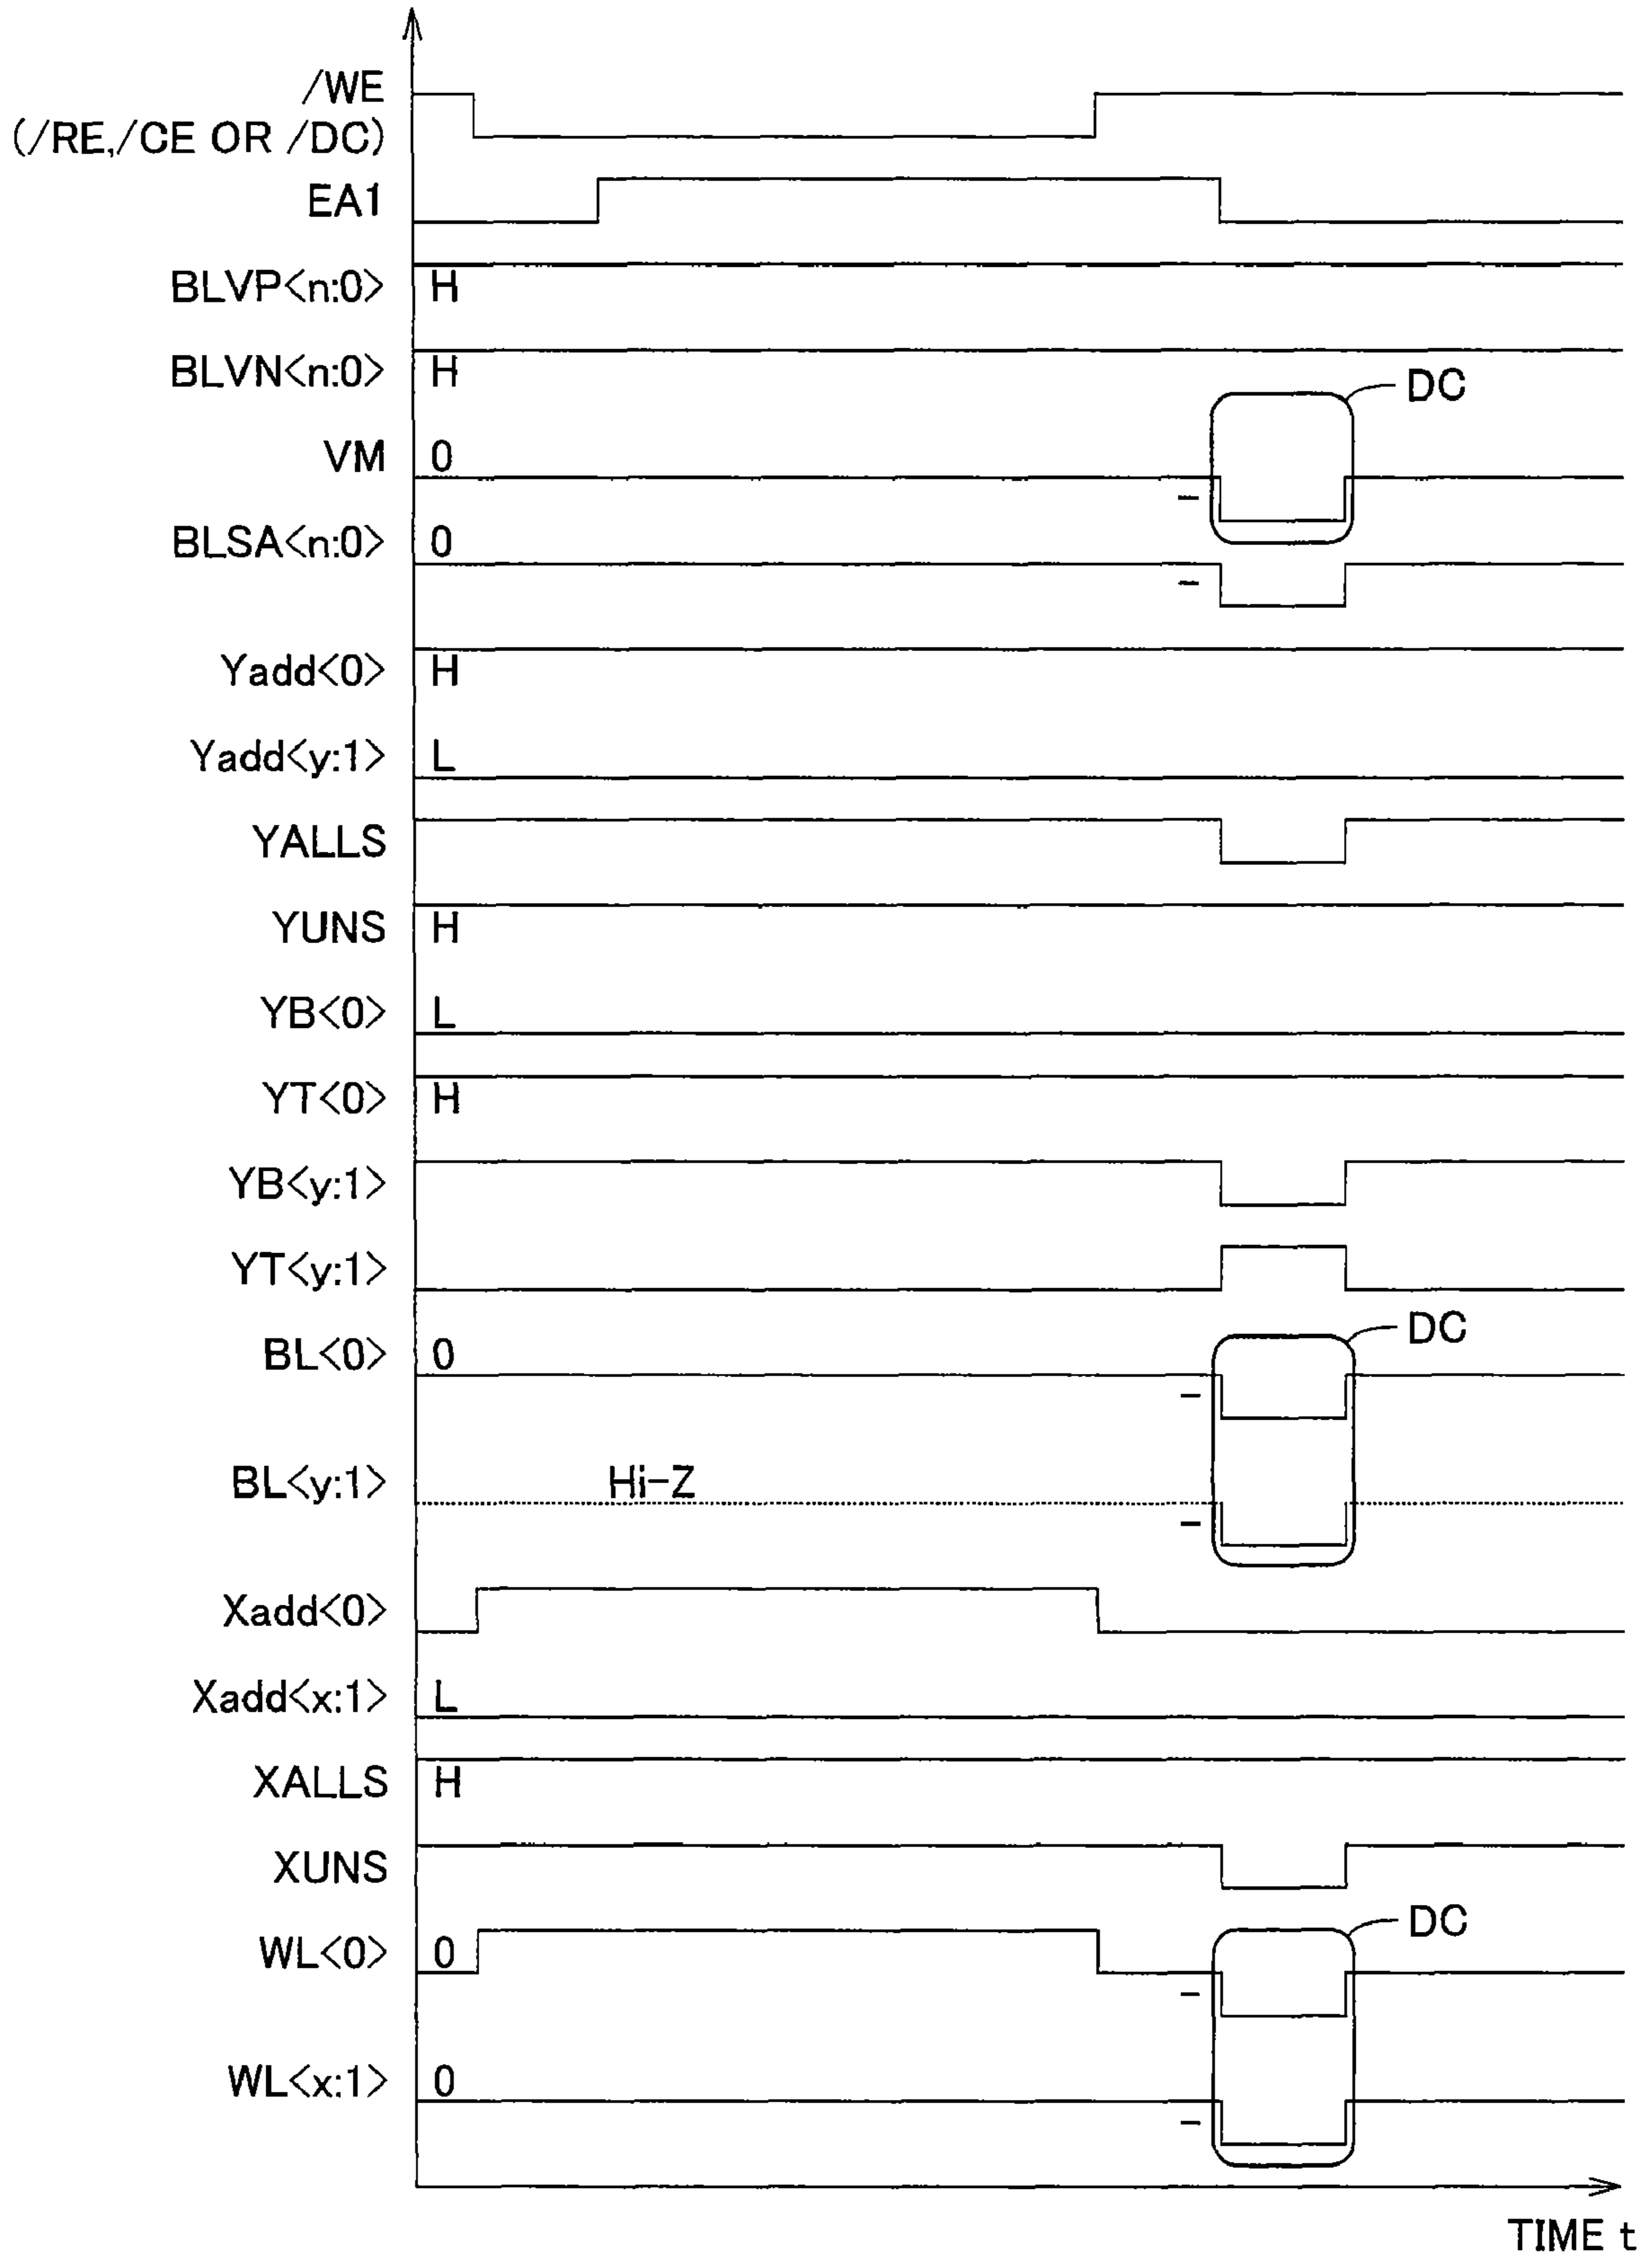 /WE
(/RE,/CE OR /DC)
EA1
BLVP<n:0> H
BLVN<n:0> H
DC
VM 0
–
BLSA<n:0> 0
–
Yadd<0> H
Yadd<y:1> L
YALLS
YUNS H
YB<0> L
YT<0> H
YB<y:1>
YT<y:1>
DC
BL<0> 0
–
BL<y:1> Hi-Z
–
Xadd<0>
Xadd<x:1> L
XALLS H
XUNS
DC
WL<0> 0
–
WL<x:1> 0
–
TIME t